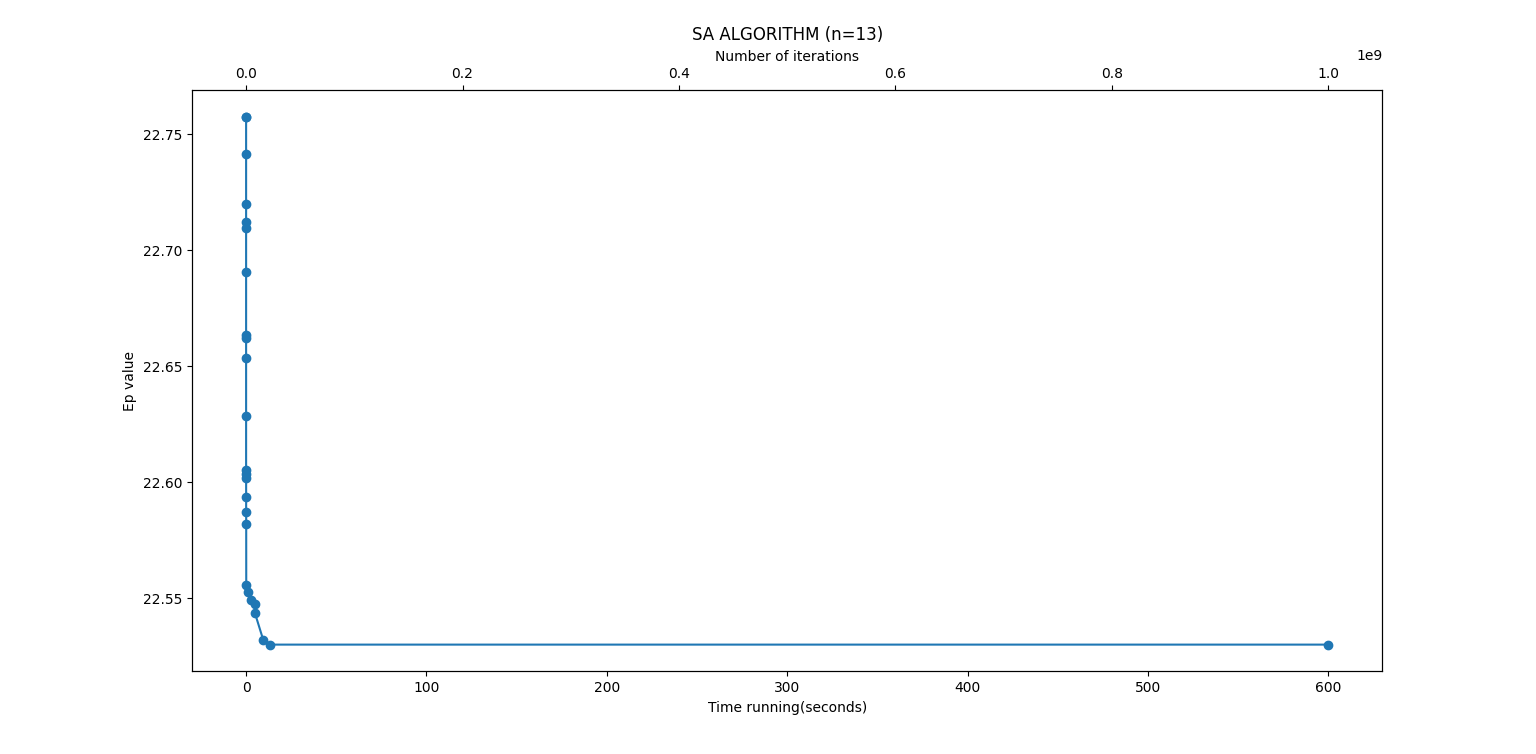 SA ALGORITHM (n=13)
Number of iterations
1e9
0.0 0.2 0.4 0.6 0.8 1.0
22.75
22.70
22.65
22.60
22.55
Ep value
0 100 200 300 400 500 600
Time running(seconds)